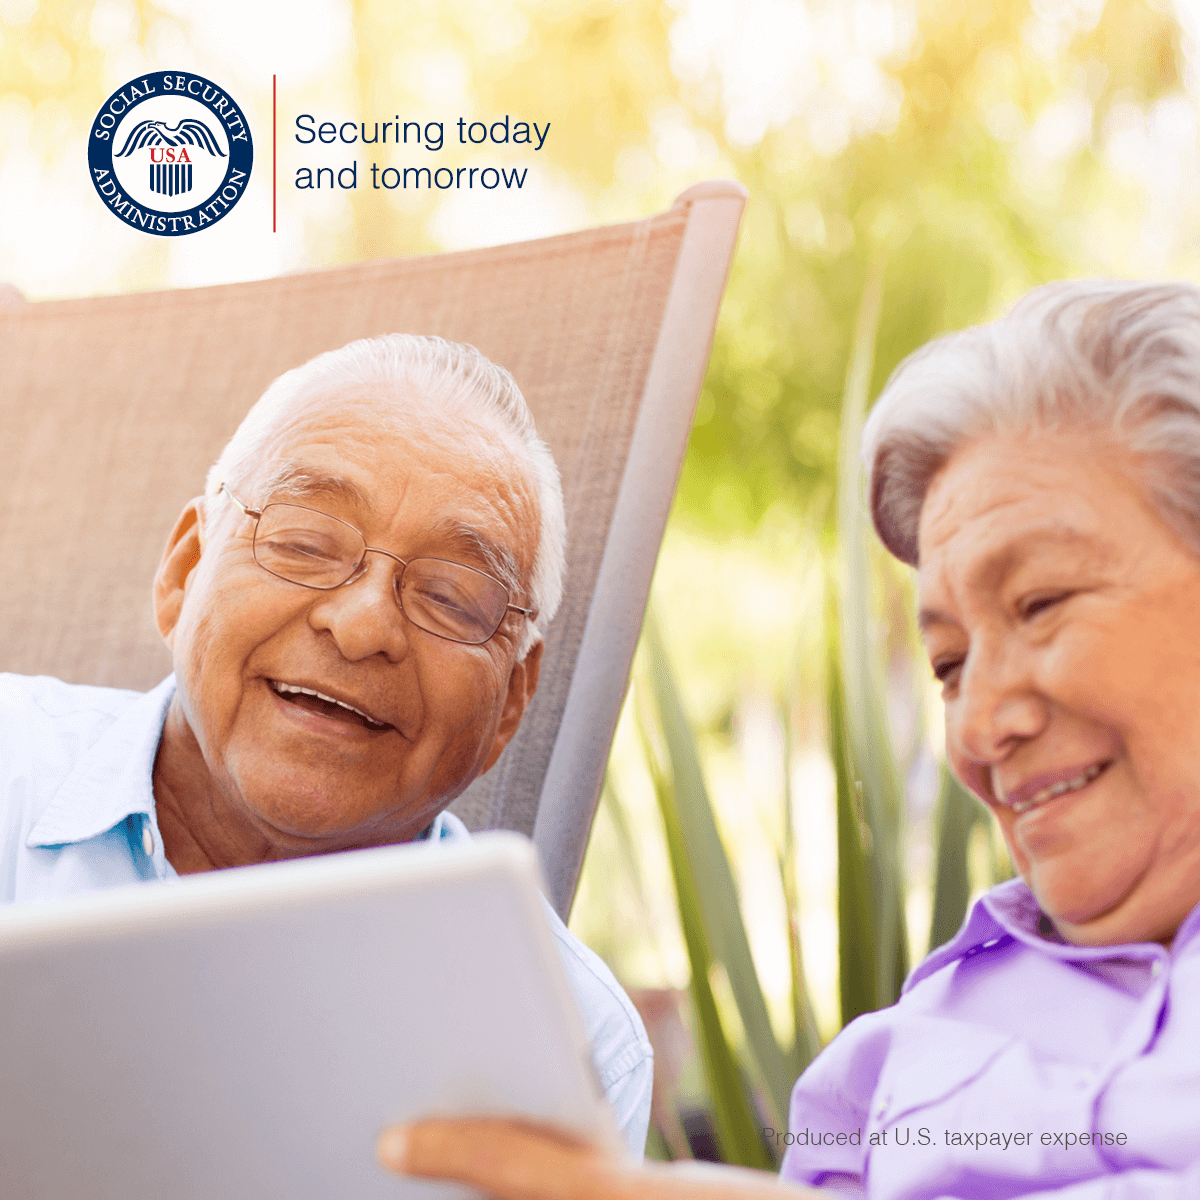 SOCIAL SECURITY
USA
ADMINISTRATION
Securing today
and tomorrow
Produced at U.S. taxpayer expense